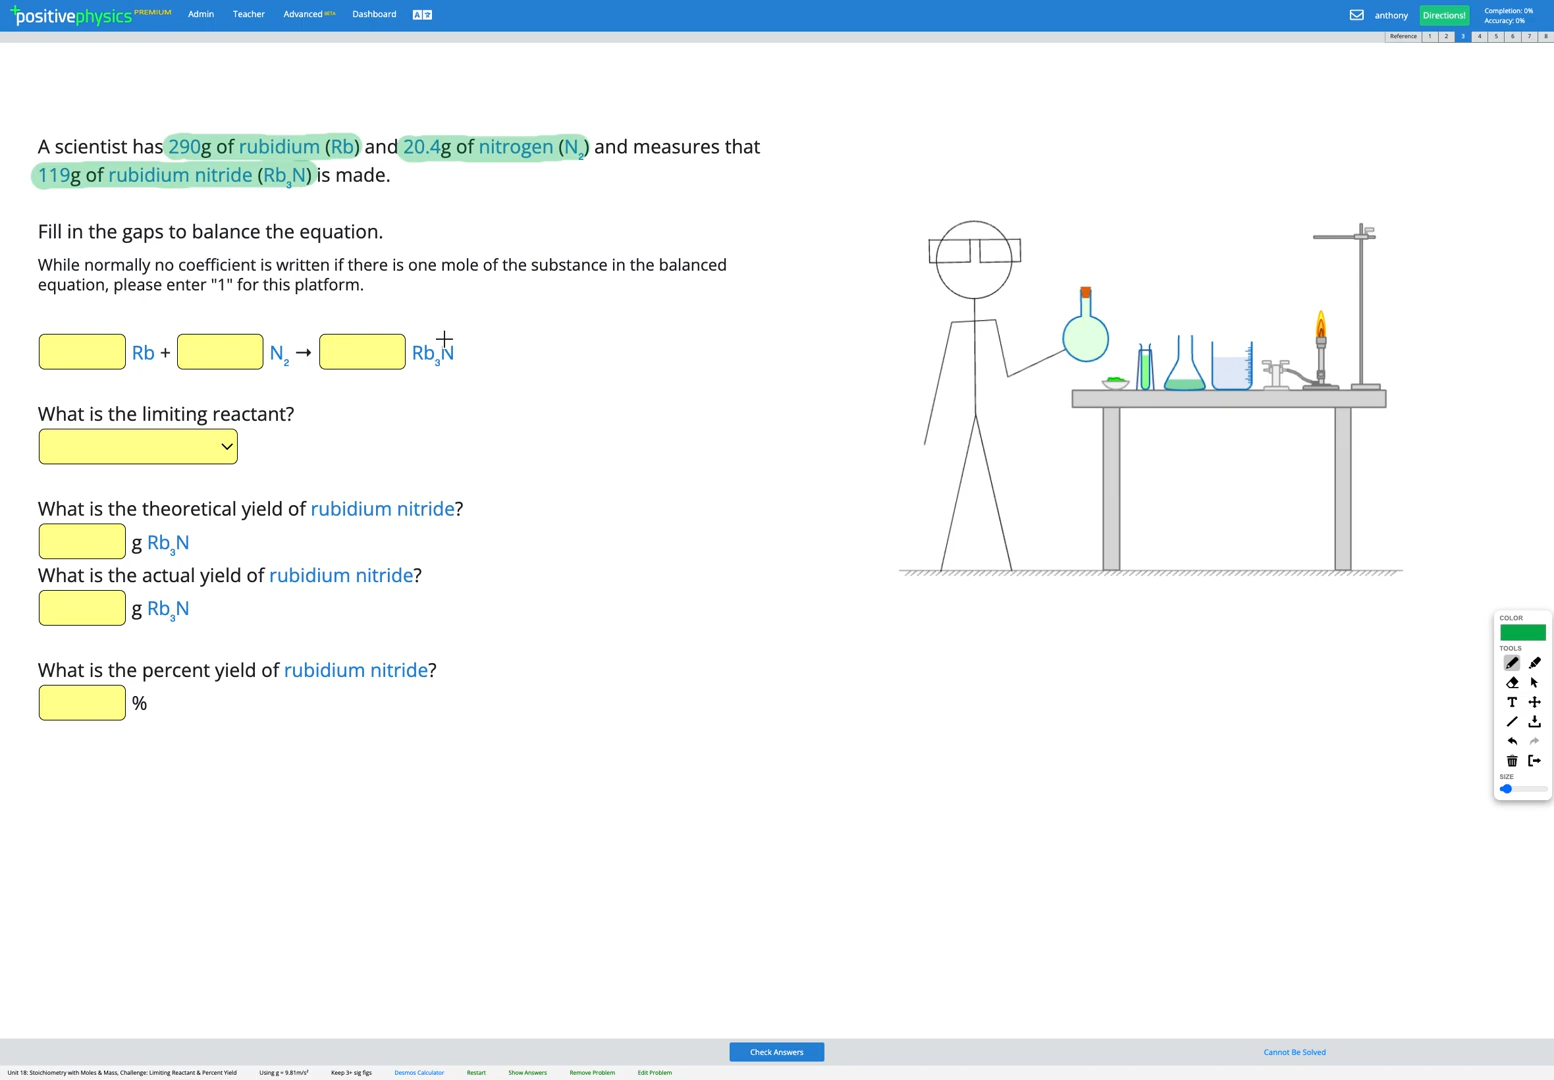 positivephysics PREMIUM Admin Teacher Advanced BETA Dashboard A anthony Directions! Completion: 0%
Accuracy: 0%
Reference 1 2 3 4 5 6 7 8
A scientist has 290g of rubidium (Rb) and 20.4g of nitrogen (N₂) and measures that
119g of rubidium nitride (Rb₃N) is made.
Fill in the gaps to balance the equation.
While normally no coefficient is written if there is one mole of the substance in the balanced
equation, please enter "1" for this platform.
Rb + N₂ → Rb₃N
What is the limiting reactant?
What is the theoretical yield of rubidium nitride?
g Rb₃N
What is the actual yield of rubidium nitride?
g Rb₃N
What is the percent yield of rubidium nitride?
%
COLOR
TOOLS
T
SIZE
Check Answers Cannot Be Solved
Unit 18: Stoichiometry with Moles & Mass, Challenge: Limiting Reactant & Percent Yield Using g = 9.81m/s² Keep 3+ sig figs Desmos Calculator Restart Show Answers Remove Problem Edit Problem